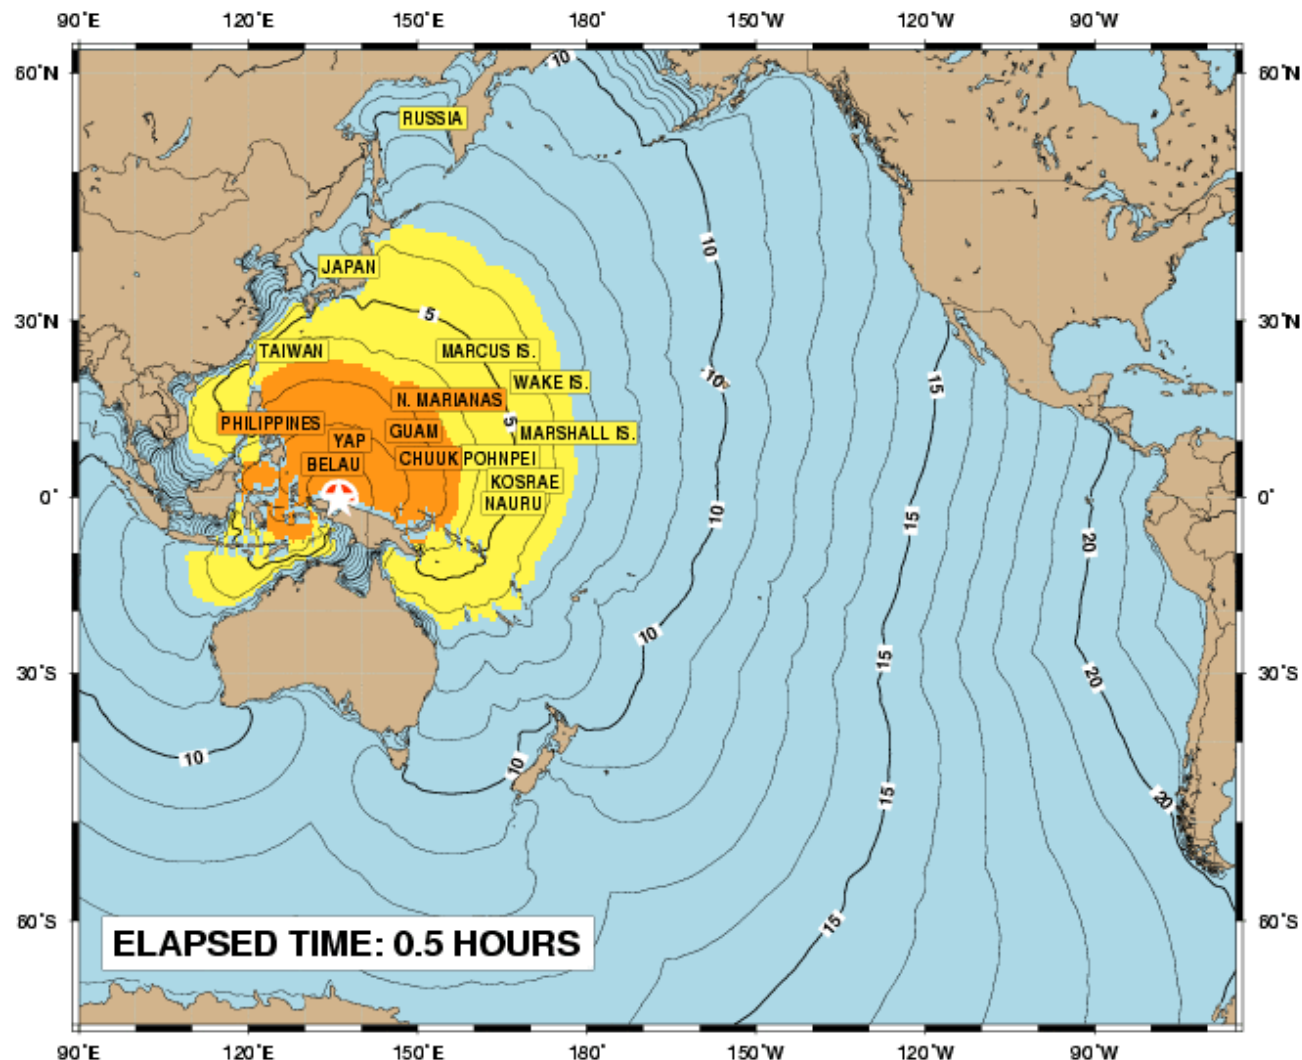 90˚E 120˚E 150˚E 180˚ 150˚W 120˚W 90˚W
60˚N 10 60˚N
RUSSIA
10
JAPAN
5
30˚N 30˚N
TAIWAN MARCUS IS.
10
WAKE IS. 15
N. MARIANAS
PHILIPPINES 5
YAP GUAM MARSHALL IS.
BELAU CHUUK POHNPEI
KOSRAE
0˚ NAURU 0˚
10 15
20
10
15
30˚S 20 30˚S
10 10
15 20
60˚S 15 60˚S
ELAPSED TIME: 0.5 HOURS
90˚E 120˚E 150˚E 180˚ 150˚W 120˚W 90˚W